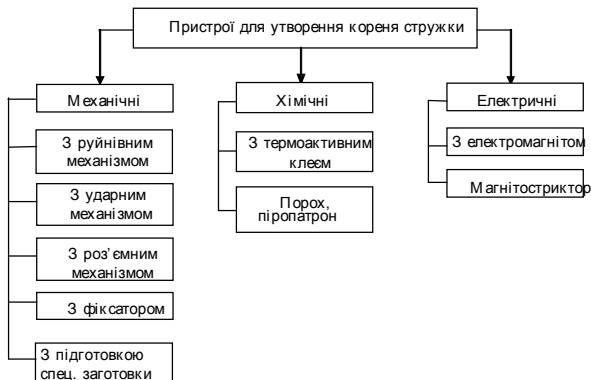 Пристрої для утворення кореня стружки
Механічні
З руйнівним
механізмом
З ударним
механізмом
З роз’ємним
механізмом
З фіксатором
З підготовкою
спец. заготовки
Хімічні
З термоактивним
клеєм
Порох,
піропатрон
Електричні
З електромагнітом
Магнітостриктор